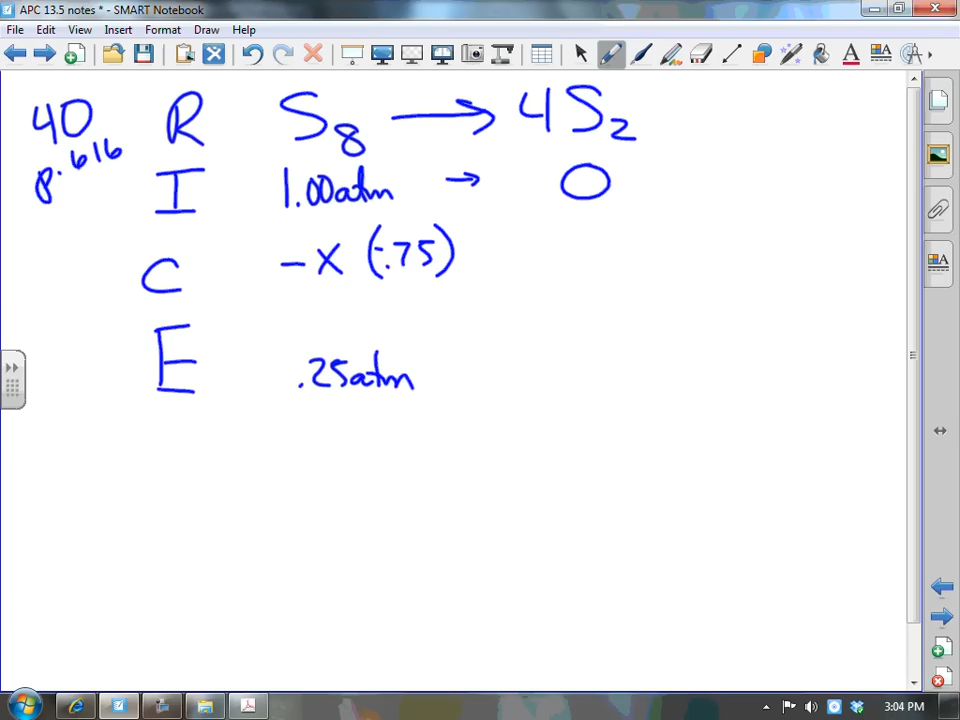 APC 13.5 notes * - SMART Notebook
File Edit View Insert Format Draw Help
40 R S₈ → 4S₂
8.616
I 1.00atm → 0
C -X (-.75)
E .25atm
3:04 PM